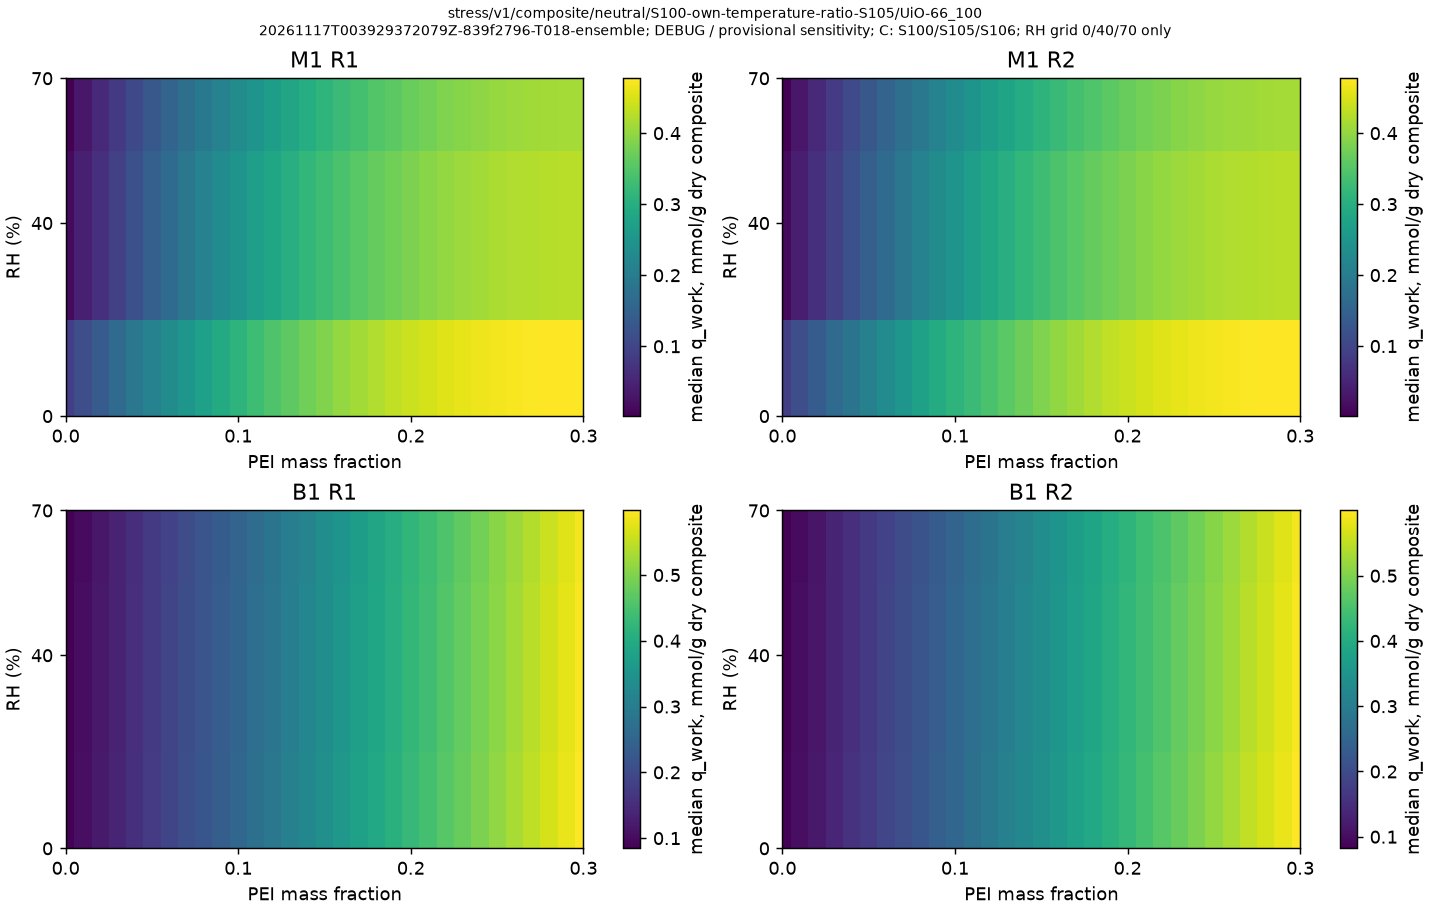 stress/v1/composite/neutral/S100-own-temperature-ratio-S105/UiO-66_100
20261117T003929372079Z-839f2796-T018-ensemble; DEBUG / provisional sensitivity; C: S100/S105/S106; RH grid 0/40/70 only
M1 R1
70
40
0
RH (%)
0.0
0.1
0.2
0.3
PEI mass fraction
0.4
0.3
0.2
0.1
median q_work, mmol/g dry composite
M1 R2
70
40
0
RH (%)
0.0
0.1
0.2
0.3
PEI mass fraction
0.4
0.3
0.2
0.1
median q_work, mmol/g dry composite
B1 R1
70
40
0
RH (%)
0.0
0.1
0.2
0.3
PEI mass fraction
0.5
0.4
0.3
0.2
0.1
median q_work, mmol/g dry composite
B1 R2
70
40
0
RH (%)
0.0
0.1
0.2
0.3
PEI mass fraction
0.5
0.4
0.3
0.2
0.1
median q_work, mmol/g dry composite